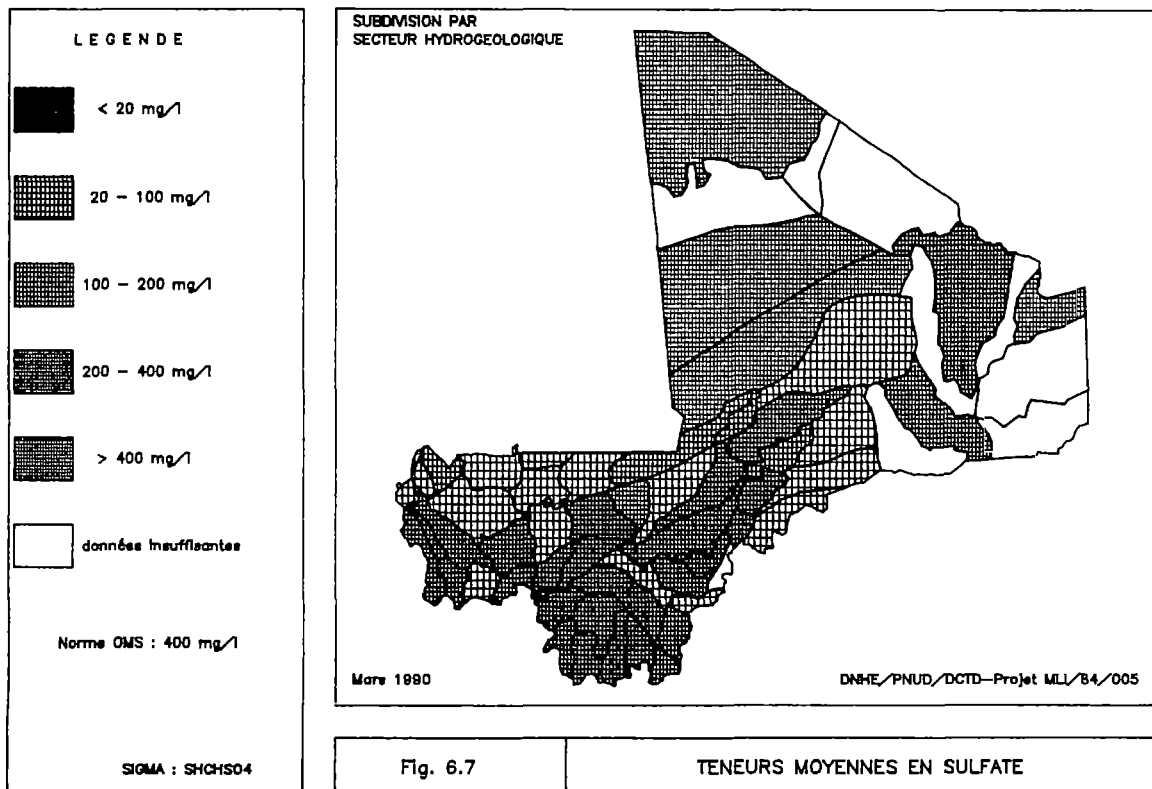 LEGENDE
< 20 mg/l
20 - 100 mg/l
100 - 200 mg/l
200 - 400 mg/l
> 400 mg/l
données insuffisantes
Norme OMS : 400 mg/l
SIGMA : SHCHS04
SUBDIVISION PAR
SECTEUR HYDROGEOLOGIQUE
Mars 1990
DNHE/PNUD/DCTD-Projet MLI/84/005
Fig. 6.7
TENEURS MOYENNES EN SULFATE